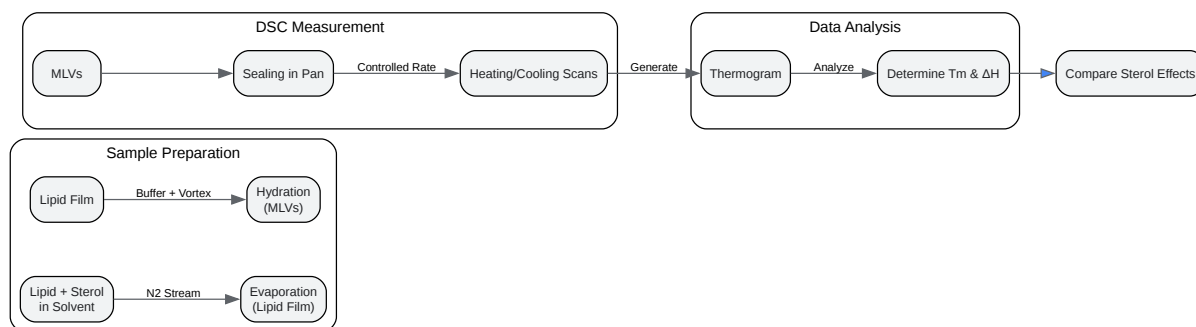 DSC Measurement
MLVs
Sealing in Pan
Controlled Rate
Heating/Cooling Scans
Generate
Data Analysis
Thermogram
Analyze
Determine Tm & ΔH
Compare Sterol Effects
Sample Preparation
Lipid Film
Buffer + Vortex
Hydration
(MLVs)
Lipid + Sterol
in Solvent
N2 Stream
Evaporation
(Lipid Film)